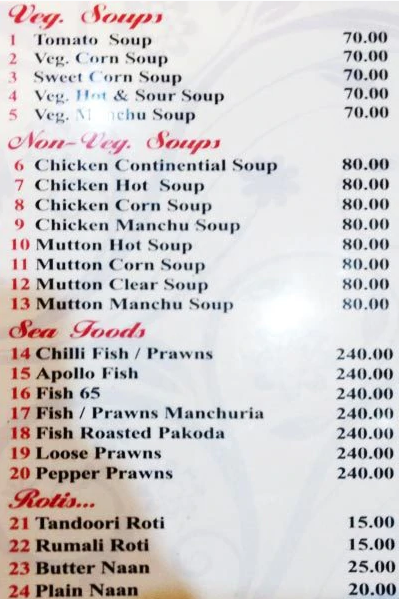 Veg. Soups
1 Tomato Soup 70.00
2 Veg. Corn Soup 70.00
3 Sweet Corn Soup 70.00
4 Veg. Hot & Sour Soup 70.00
5 Veg. Manchu Soup 70.00
Non-Veg. Soups
6 Chicken Continential Soup 80.00
7 Chicken Hot Soup 80.00
8 Chicken Corn Soup 80.00
9 Chicken Manchu Soup 80.00
10 Mutton Hot Soup 80.00
11 Mutton Corn Soup 80.00
12 Mutton Clear Soup 80.00
13 Mutton Manchu Soup 80.00
Sea Foods
14 Chilli Fish / Prawns 240.00
15 Apollo Fish 240.00
16 Fish 65 240.00
17 Fish / Prawns Manchuria 240.00
18 Fish Roasted Pakoda 240.00
19 Loose Prawns 240.00
20 Pepper Prawns 240.00
Rotis...
21 Tandoori Roti 15.00
22 Rumali Roti 15.00
23 Butter Naan 25.00
24 Plain Naan 20.00